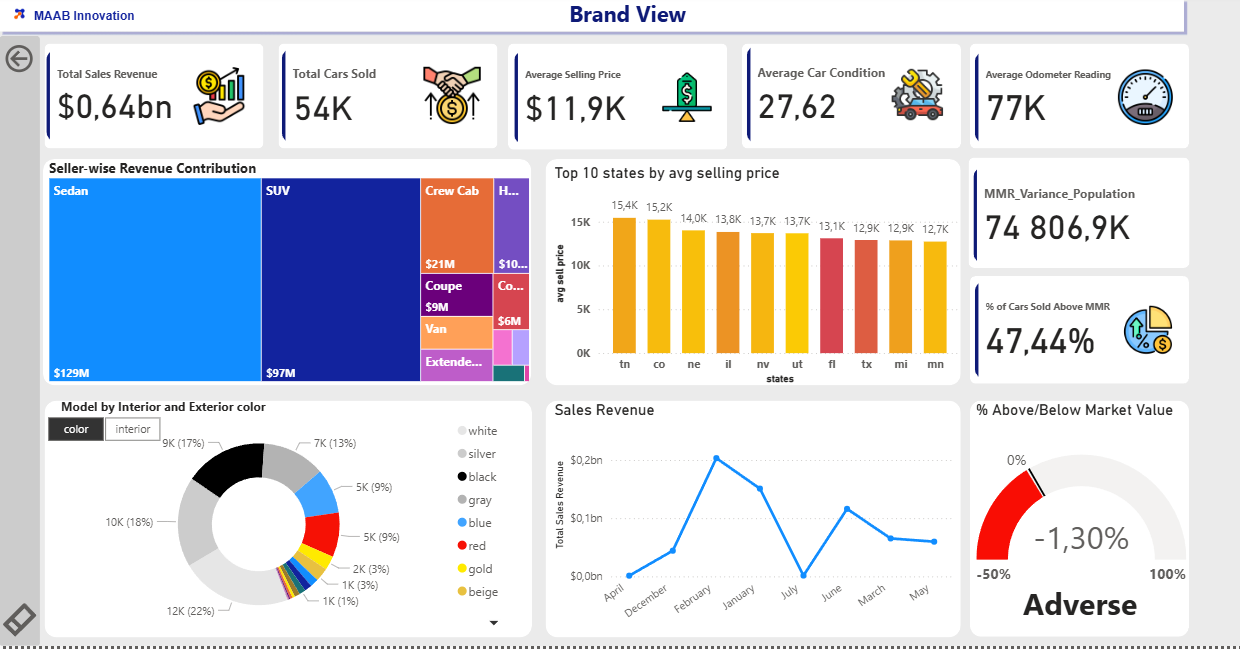 MAAB Innovation
Brand View
Total Sales Revenue
$0,64bn
Total Cars Sold
54K
Average Selling Price
$11,9K
Average Car Condition
27,62
Average Odometer Reading
77K
Seller-wise Revenue Contribution
Sedan
$129M
SUV
$97M
Crew Cab
$21M
H...
$10...
Coupe
$9M
Co...
$6M
Van
Extende...
Top 10 states by avg selling price
avg sell price
15K
10K
5K
0K
15,4K
15,2K
14,0K
13,8K
13,7K
13,7K
13,1K
12,9K
12,9K
12,7K
tn
co
ne
il
nv
ut
fl
tx
mi
mn
states
MMR_Variance_Population
74 806,9K
% of Cars Sold Above MMR
47,44%
Model by Interior and Exterior color
color
interior
9K (17%)
7K (13%)
5K (9%)
5K (9%)
2K (3%)
1K (3%)
1K (1%)
12K (22%)
10K (18%)
white
silver
black
gray
blue
red
gold
beige
Sales Revenue
Total Sales Revenue
$0,2bn
$0,1bn
$0,0bn
April
December
February
January
July
June
March
May
% Above/Below Market Value
0%
-1,30%
-50%
100%
Adverse